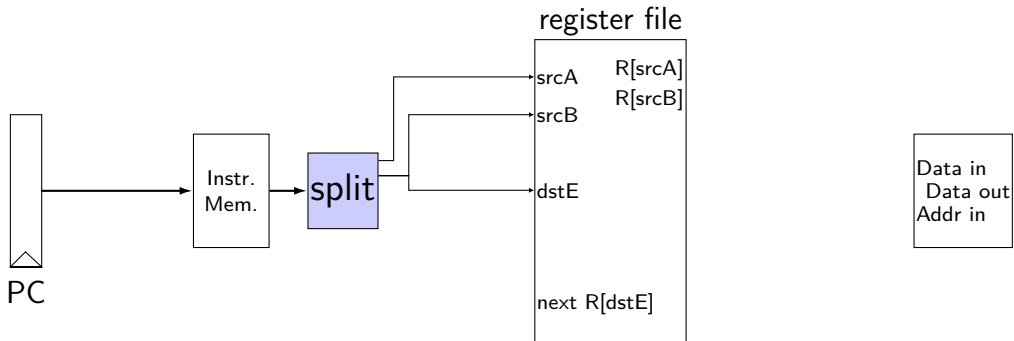 register file
srcA
R[srcA]
R[srcB]
srcB
Instr.
Mem.
split
dstE
Data in
Data out
Addr in
PC
next R[dstE]